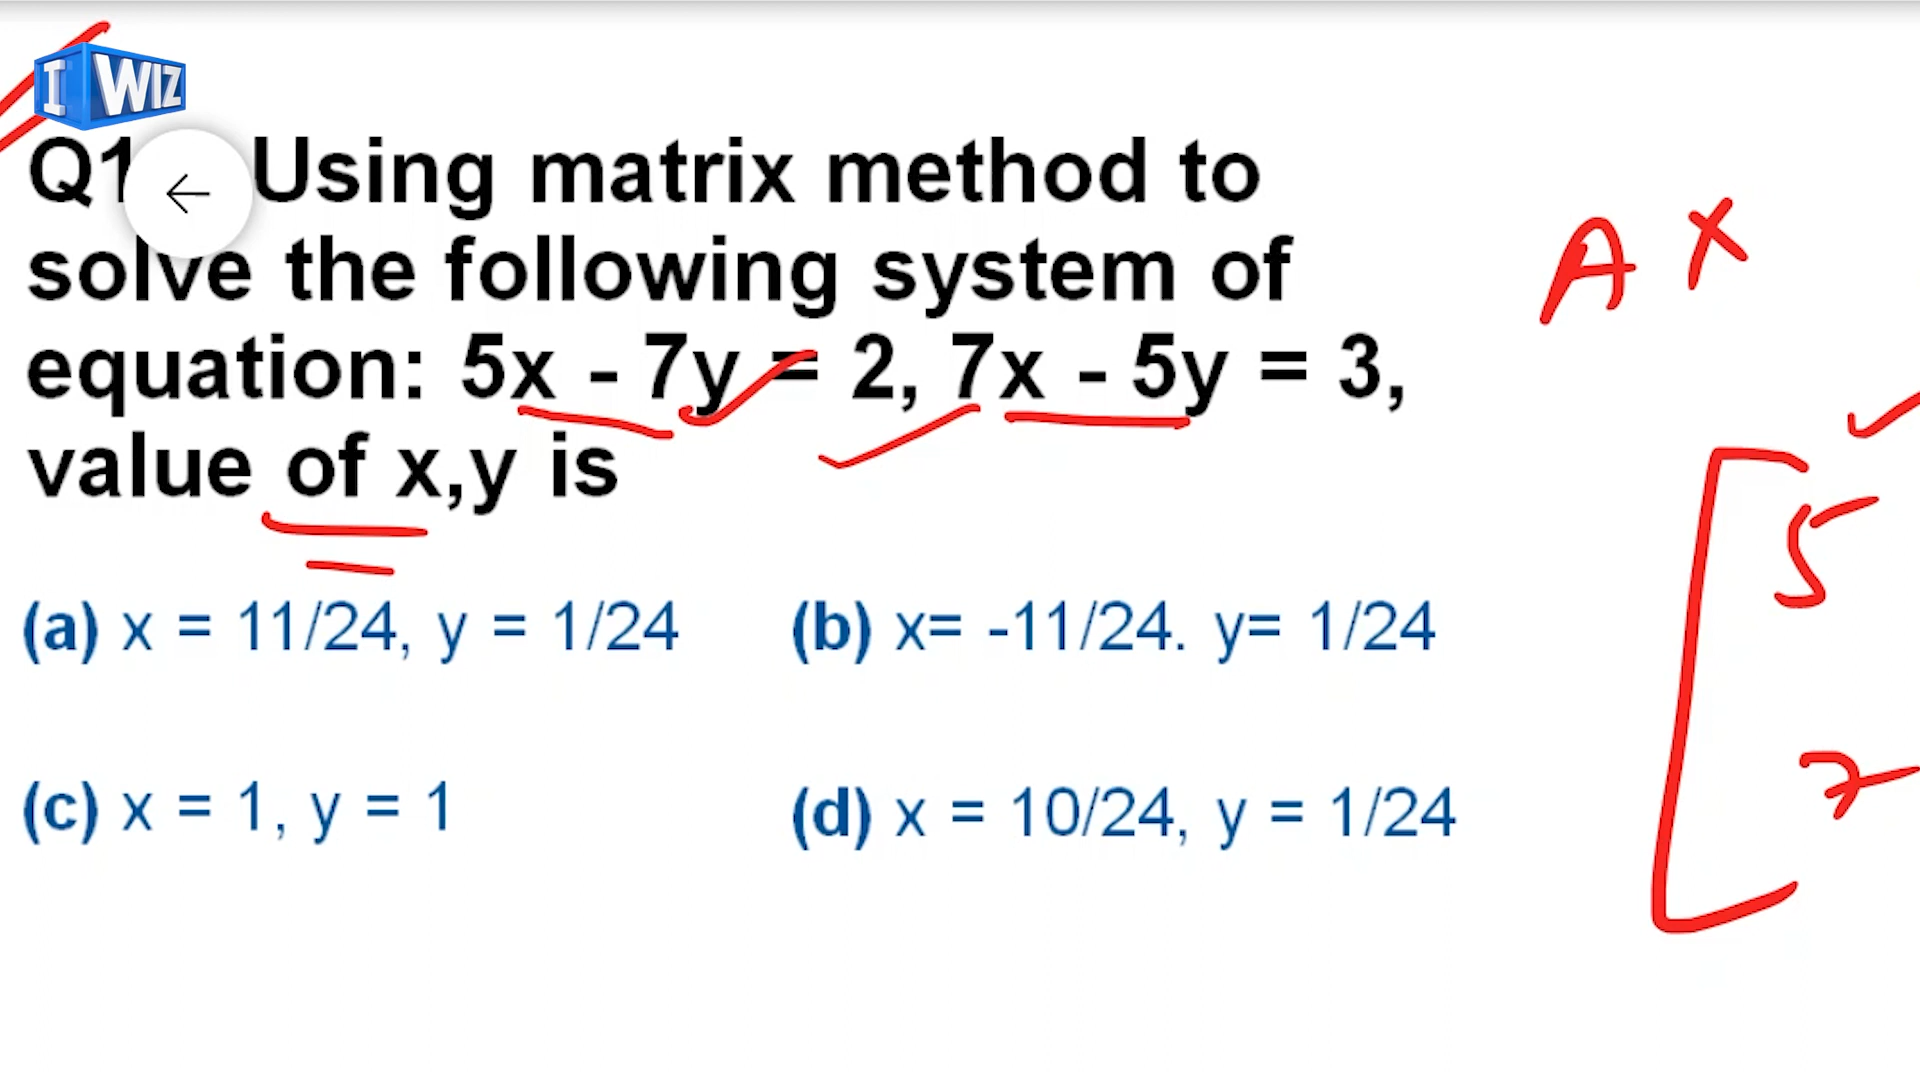 I WIZ
Q1 Using matrix method to
solve the following system of
equation: 5x - 7y = 2, 7x - 5y = 3,
value of x,y is
(a) x = 11/24, y = 1/24
(b) x= -11/24. y= 1/24
(c) x = 1, y = 1
(d) x = 10/24, y = 1/24
A X
5
7